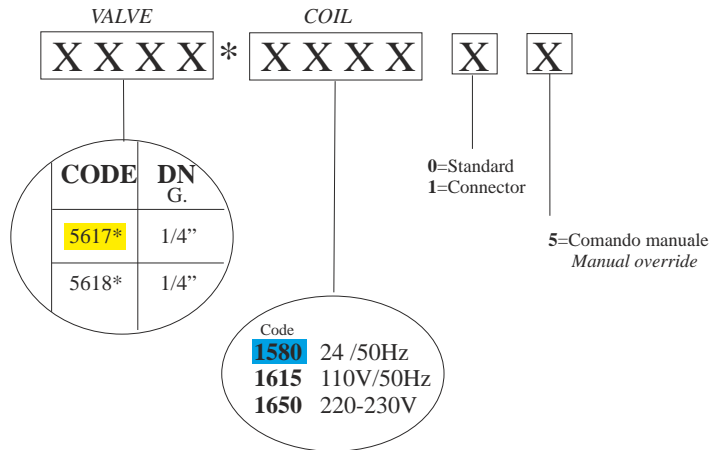 VALVE COIL
X X X X * X X X X X X
0=Standard
1=Connector
5=Comando manuale
Manual override
CODE DN
G.
5617* 1/4”
5618* 1/4”
Code
1580 24 /50Hz
1615 110V/50Hz
1650 220-230V